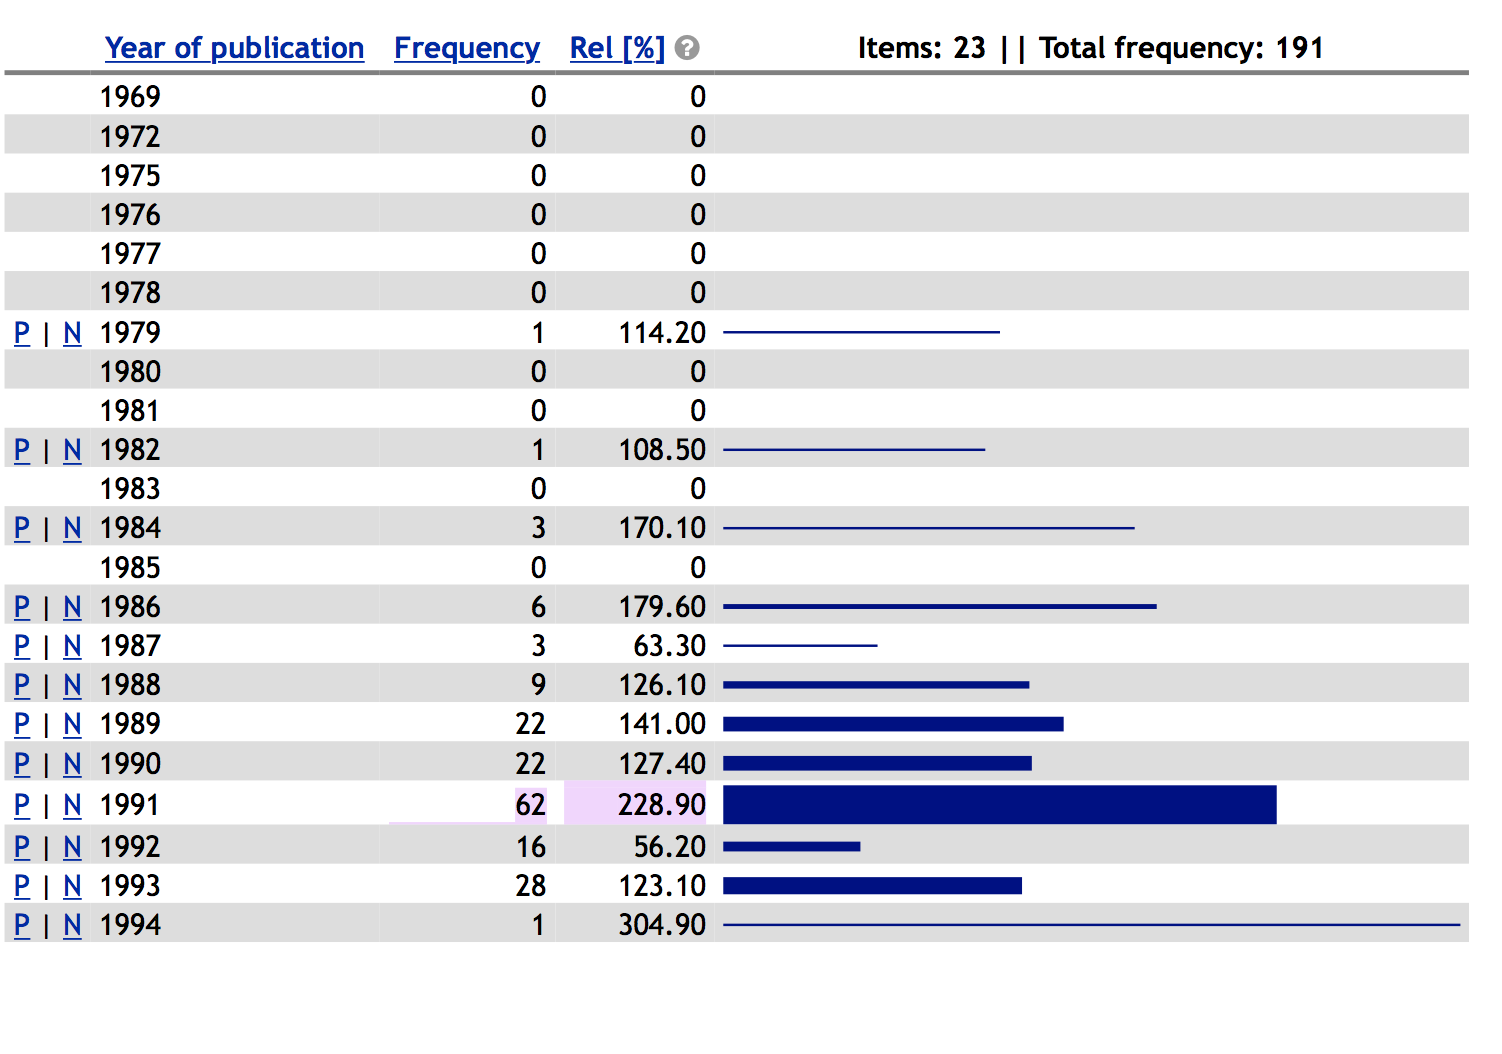 Year of publication Frequency Rel [%] ? Items: 23 || Total frequency: 191
1969 0 0
1972 0 0
1975 0 0
1976 0 0
1977 0 0
1978 0 0
P | N 1979 1 114.20
1980 0 0
1981 0 0
P | N 1982 1 108.50
1983 0 0
P | N 1984 3 170.10
1985 0 0
P | N 1986 6 179.60
P | N 1987 3 63.30
P | N 1988 9 126.10
P | N 1989 22 141.00
P | N 1990 22 127.40
P | N 1991 62 228.90
P | N 1992 16 56.20
P | N 1993 28 123.10
P | N 1994 1 304.90